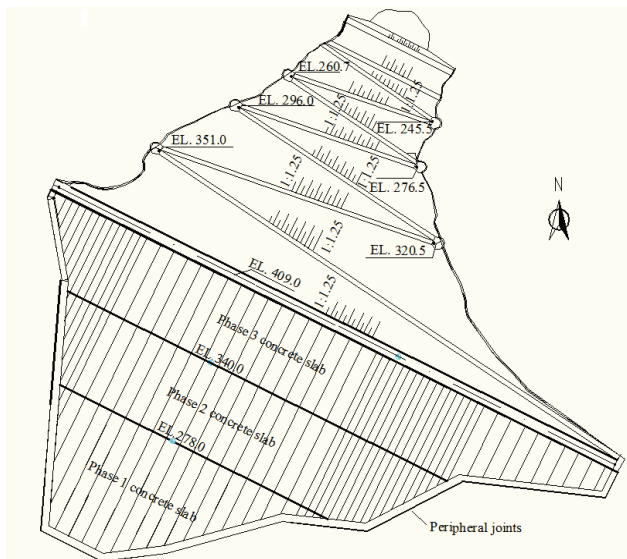 EL.260.7
1:1.25
EL. 296.0
1:1.25
EL.245.5
EL. 351.0
1:1.25
1:1.25
EL. 276.5
1:1.25
EL. 320.5
N
EL. 409.0
1:1.25
Phase 3 concrete slab
EL.340.0
Phase 2 concrete slab
EL.278.0
Phase 1 concrete slab
Peripheral joints